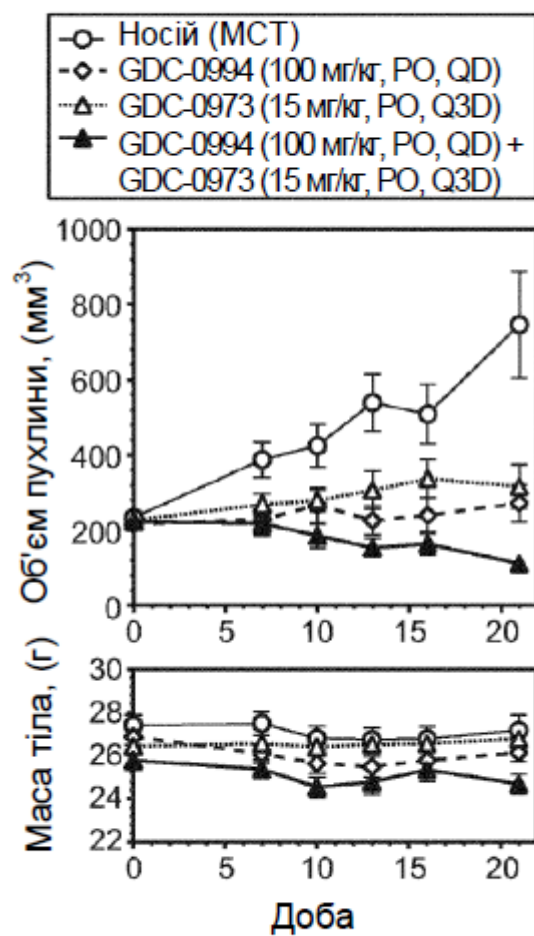 Носій (МСТ)
GDC-0994 (100 мг/кг, PO, QD)
GDC-0973 (15 мг/кг, PO, Q3D)
GDC-0994 (100 мг/кг, PO, QD) +
GDC-0973 (15 мг/кг, PO, Q3D)
1000
800
600
400
200
0
Об'єм пухлини, (мм³)
0 5 10 15 20
30
28
26
24
22
Маса тіла, (г)
0 5 10 15 20
Доба